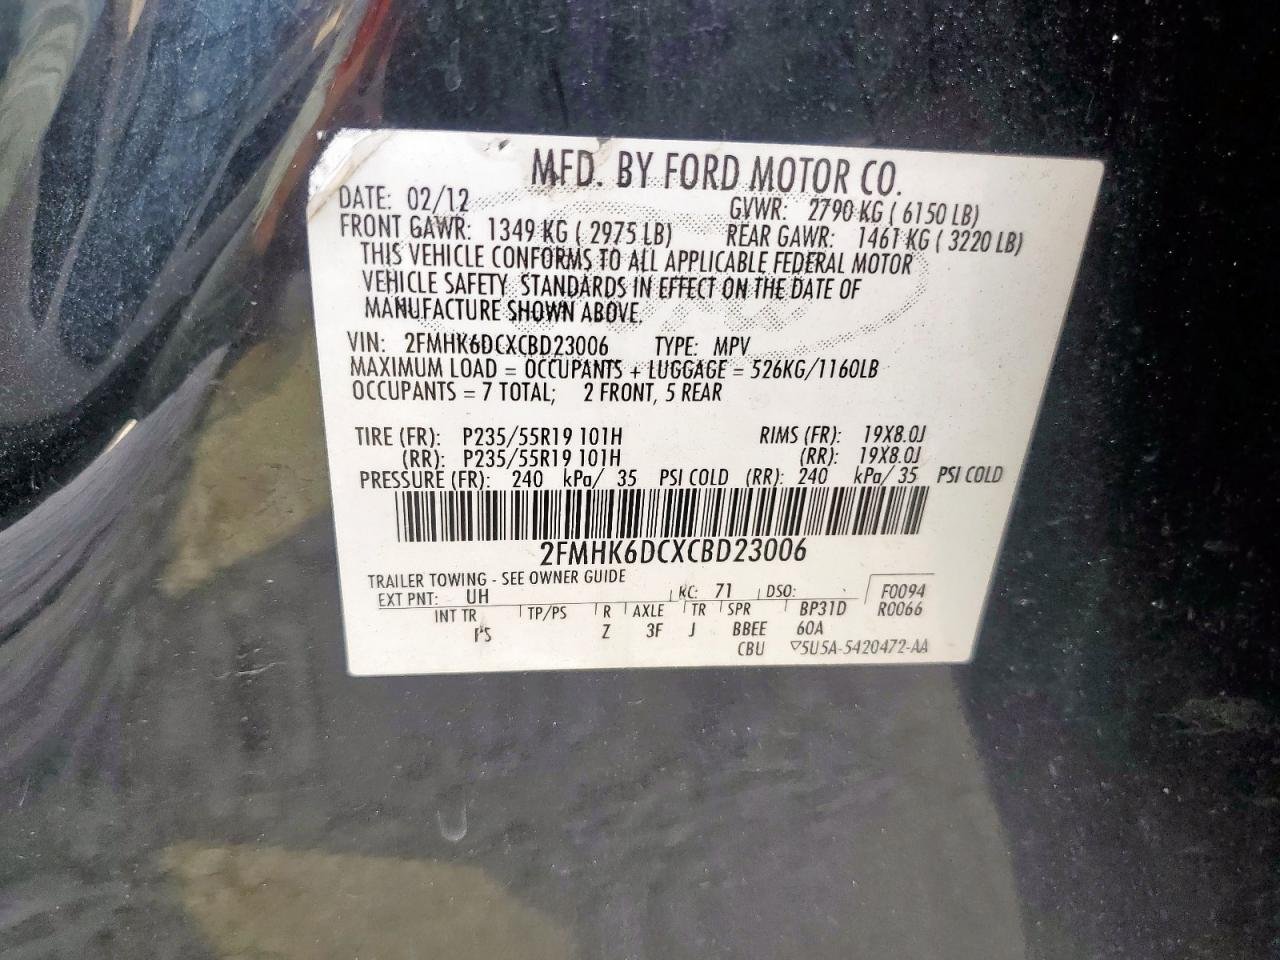 MFD. BY FORD MOTOR CO.
DATE: 02/12 GVWR: 2790 KG ( 6150 LB)
FRONT GAWR: 1349 KG ( 2975 LB) REAR GAWR: 1461 KG ( 3220 LB)
THIS VEHICLE CONFORMS TO ALL APPLICABLE FEDERAL MOTOR
VEHICLE SAFETY STANDARDS IN EFFECT ON THE DATE OF
MANUFACTURE SHOWN ABOVE.
VIN: 2FMHK6DCXCBD23006 TYPE: MPV
MAXIMUM LOAD = OCCUPANTS + LUGGAGE = 526KG/1160LB
OCCUPANTS = 7 TOTAL; 2 FRONT, 5 REAR
TIRE (FR): P235/55R19 101H RIMS (FR): 19X8.0J
(RR): P235/55R19 101H (RR): 19X8.0J
PRESSURE (FR): 240 kPa/ 35 PSI COLD (RR): 240 kPa/ 35 PSI COLD
2FMHK6DCXCBD23006
TRAILER TOWING - SEE OWNER GUIDE
EXT PNT: UH RC: 71 DSO: F0094
INT TR TP/PS R AXLE TR SPR BP31D R0066
Z 3F J BBEE 60A
CBU 5U5A-5420472-AA